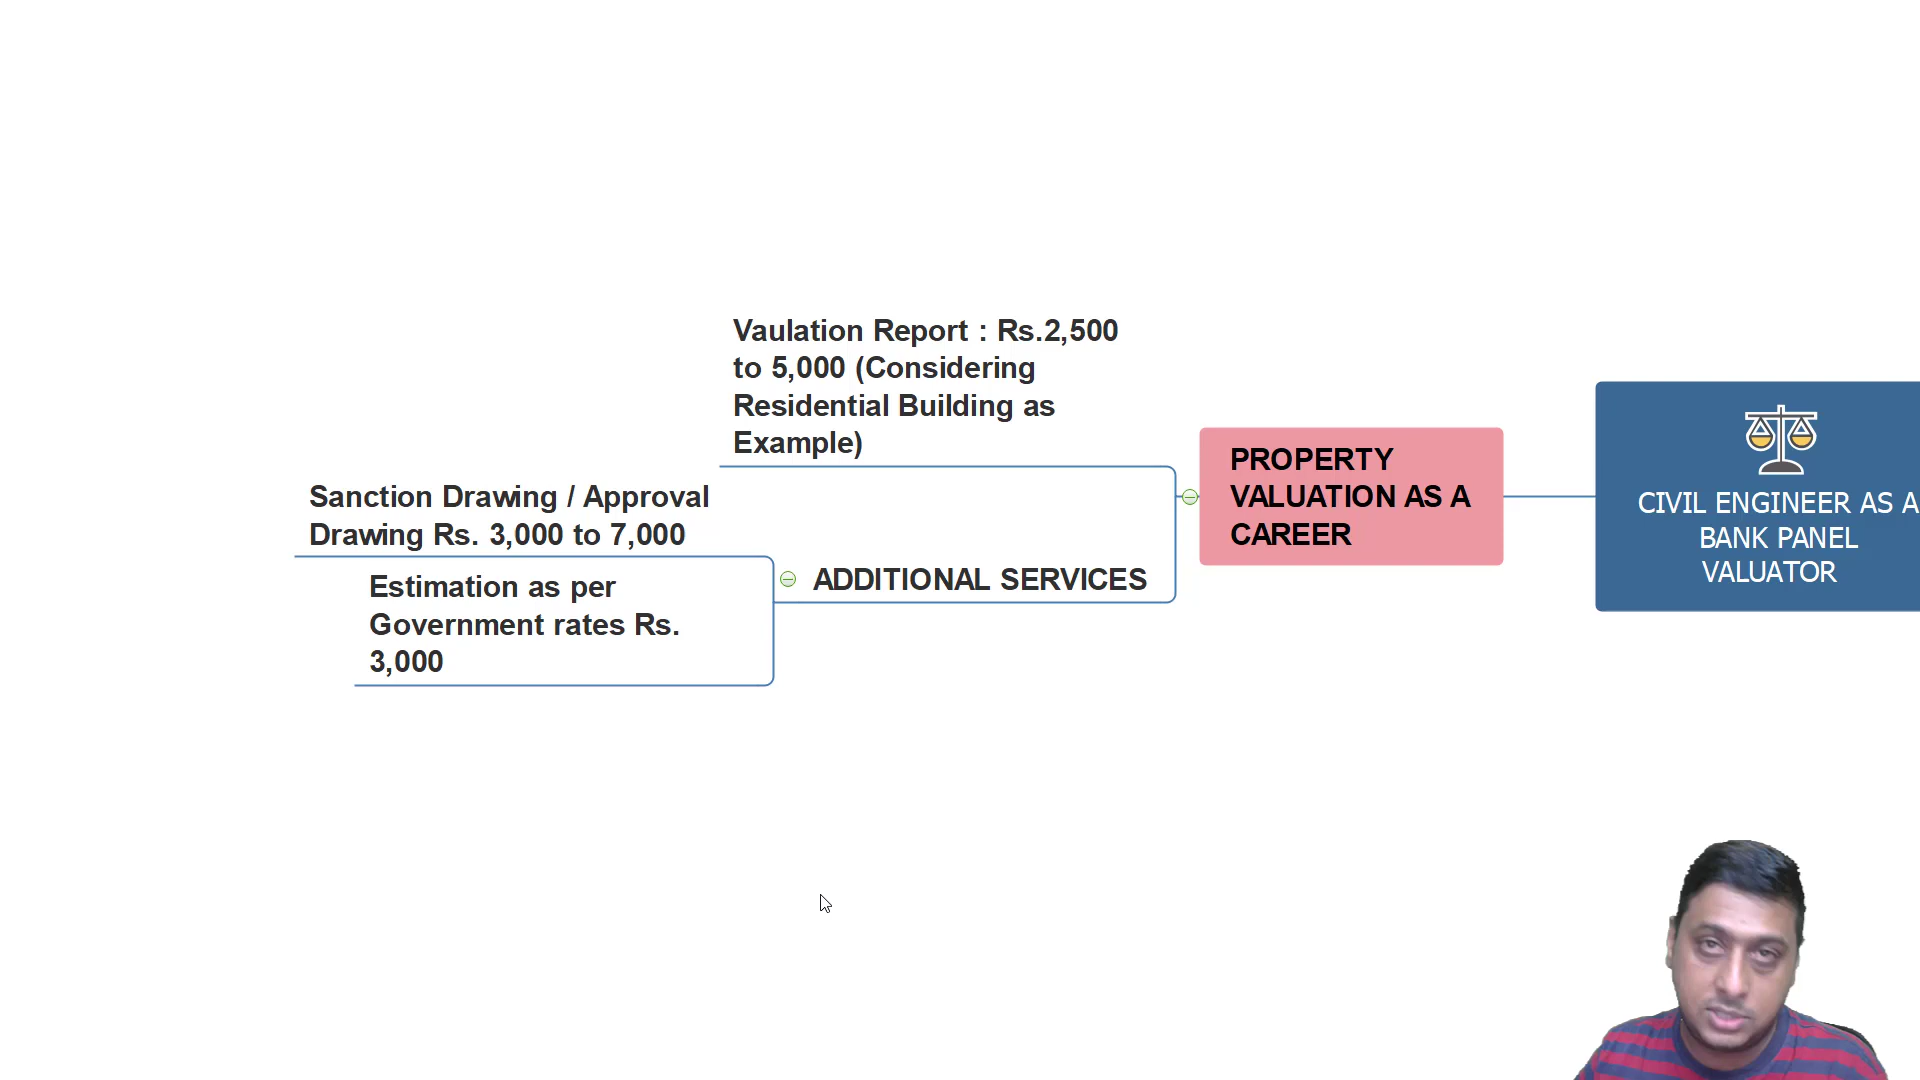 Vaulation Report : Rs.2,500
to 5,000 (Considering
Residential Building as
Example)
Sanction Drawing / Approval
Drawing Rs. 3,000 to 7,000
Estimation as per
Government rates Rs.
3,000
ADDITIONAL SERVICES
PROPERTY
VALUATION AS A
CAREER
CIVIL ENGINEER AS A
BANK PANEL
VALUATOR